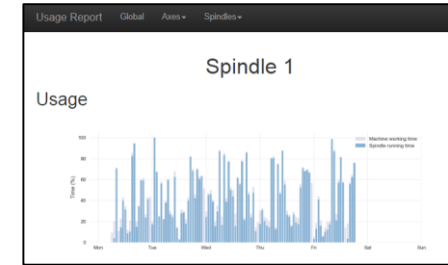 Usage Report Global Axes Spindles
Spindle 1
Usage
Machine working time
Spindle running time
Time (%)
100
80
60
40
20
0
Mon Tue Wed Thu Fri Sat Sun